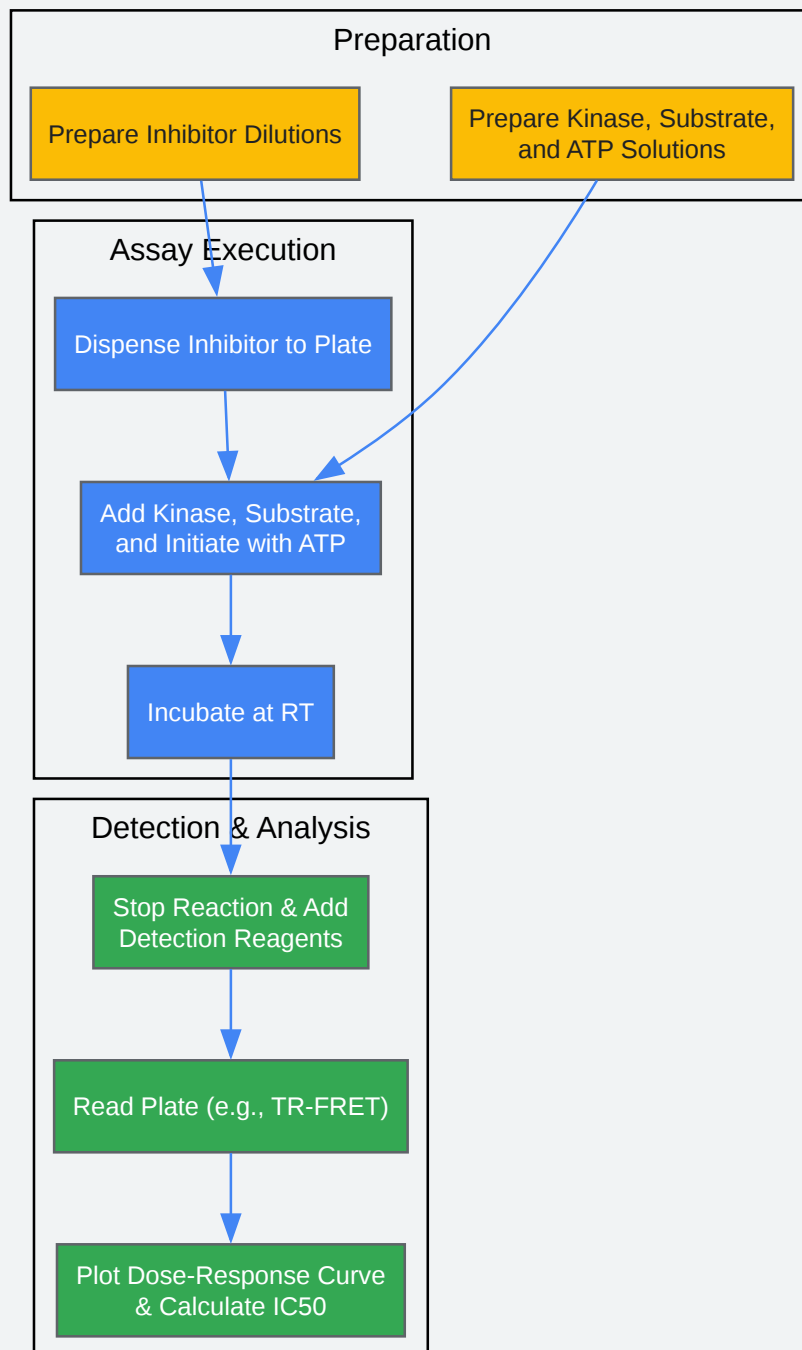 Preparation
Prepare Inhibitor Dilutions
Prepare Kinase, Substrate,
and ATP Solutions
Assay Execution
Dispense Inhibitor to Plate
Add Kinase, Substrate,
and Initiate with ATP
Incubate at RT
Detection & Analysis
Stop Reaction & Add
Detection Reagents
Read Plate (e.g., TR-FRET)
Plot Dose-Response Curve
& Calculate IC50